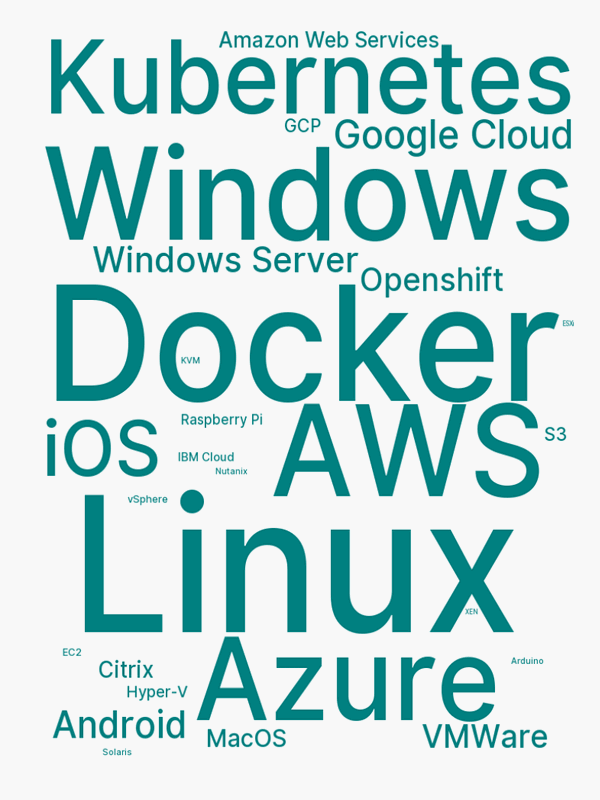 Amazon Web Services
Kubernetes
GCP
Google Cloud
Windows
Windows Server
Openshift
Docker
ESXi
KVM
iOS
Raspberry Pi
AWS
S3
IBM Cloud
Nutanix
vSphere
Linux
XEN
EC2
Azure
Arduino
Citrix
Hyper-V
Android
MacOS
VMWare
Solaris